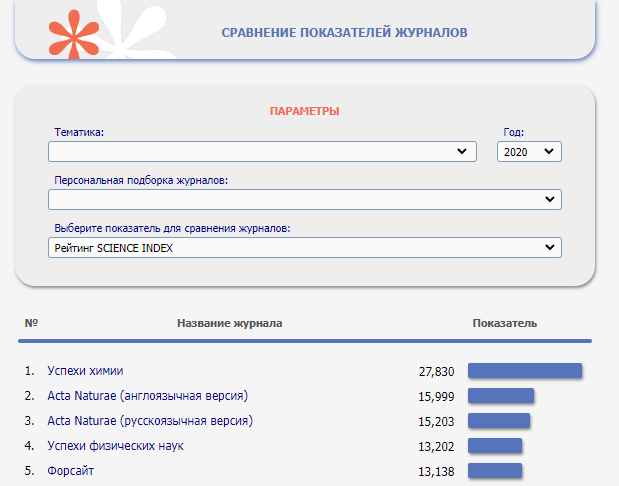 СРАВНЕНИЕ ПОКАЗАТЕЛЕЙ ЖУРНАЛОВ
ПАРАМЕТРЫ
Тематика: Год:
2020
Персональная подборка журналов:
Выберите показатель для сравнения журналов:
Рейтинг SCIENCE INDEX
№ Название журнала Показатель
1. Успехи химии 27,830
2. Acta Naturae (англоязычная версия) 15,999
3. Acta Naturae (русскоязычная версия) 15,203
4. Успехи физических наук 13,202
5. Форсайт 13,138